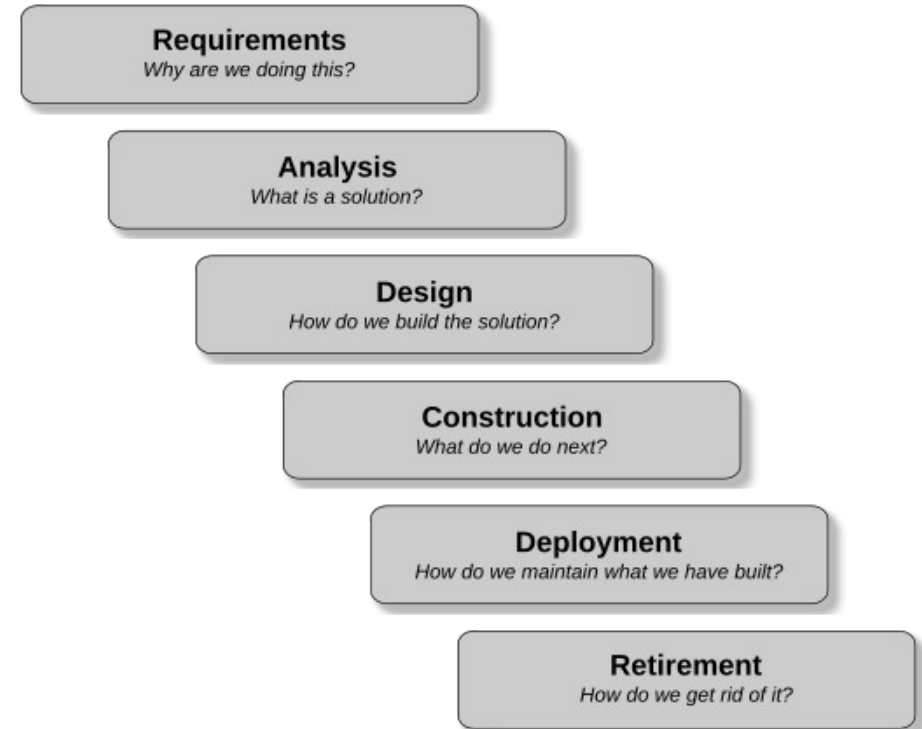 Requirements
Why are we doing this?
Analysis
What is a solution?
Design
How do we build the solution?
Construction
What do we do next?
Deployment
How do we maintain what we have built?
Retirement
How do we get rid of it?